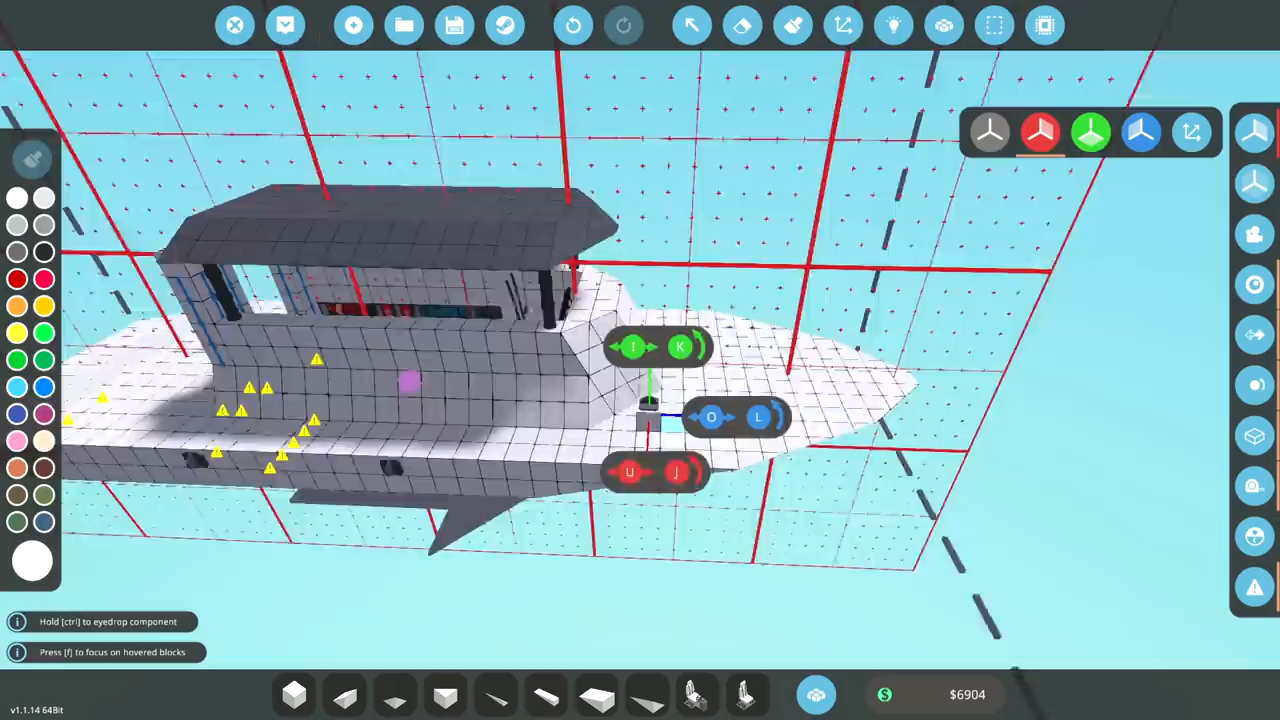 I K
O L
U J
Hold [ctrl] to eyedrop component
Press [f] to focus on hovered blocks
v1.1.14 64Bit
$ $6904